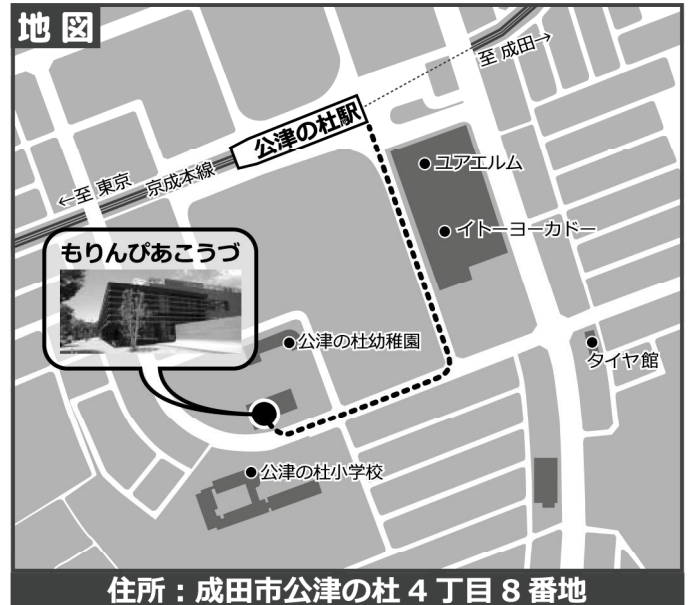 地図
至 成田→
公津の杜駅
ユアエルム
←至 東京 京成本線
イトーヨーカドー
もりんぴあこうづ
公津の杜幼稚園
タイヤ館
公津の杜小学校
住所：成田市公津の杜4丁目8番地